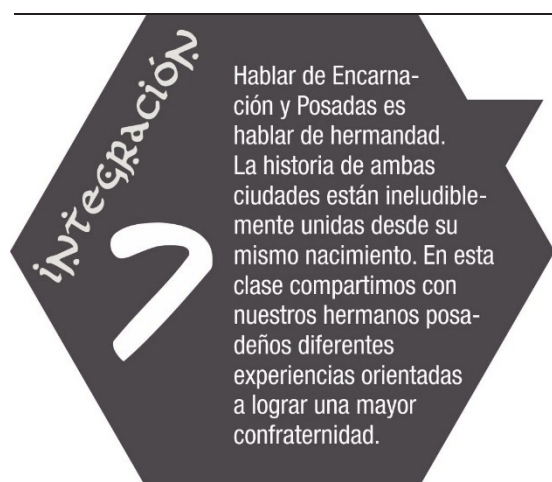 iNTegRacióN
7
Hablar de Encarna-
ción y Posadas es
hablar de hermandad.
La historia de ambas
ciudades están ineludible-
mente unidas desde su
mismo nacimiento. En esta
clase compartimos con
nuestros hermanos posa-
deños diferentes
experiencias orientadas
a lograr una mayor
confraternidad.